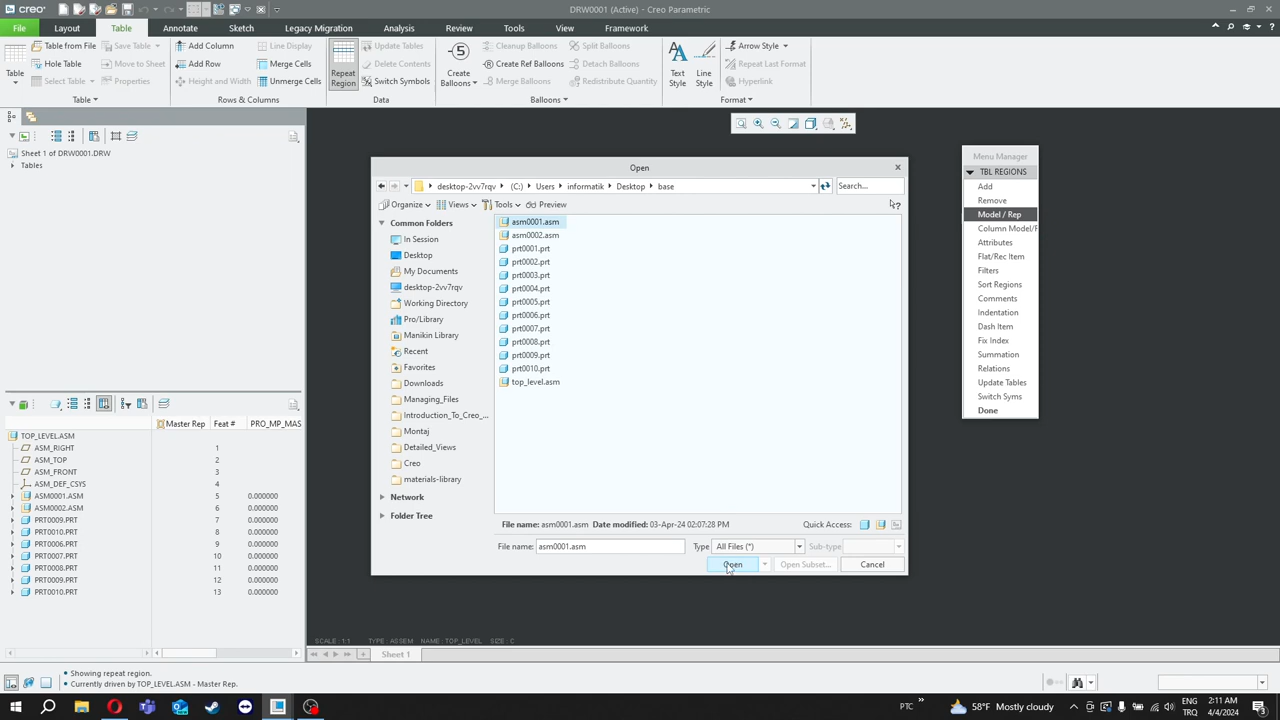 creo
DRW0001 (Active) - Creo Parametric
File
Layout
Table
Annotate
Sketch
Legacy Migration
Analysis
Review
Tools
View
Framework
Table
Table from File
Hole Table
Select Table
Save Table
Move to Sheet
Properties
Table
Add Column
Add Row
Height and Width
Line Display
Merge Cells
Unmerge Cells
Rows & Columns
Repeat
Region
Update Tables
Delete Contents
Switch Symbols
Data
Create
Balloons
Cleanup Balloons
Create Ref Balloons
Merge Balloons
Split Balloons
Detach Balloons
Redistribute Quantity
Balloons
Text
Style
Line
Style
Arrow Style
Repeat Last Format
Hyperlink
Format
Sheet 1 of DRW0001.DRW
Tables
Master Rep
Feat #
PRO_MP_MAS
TOP_LEVEL.ASM
ASM_RIGHT 1
ASM_TOP 2
ASM_FRONT 3
ASM_DEF_CSYS 4
ASM0001.ASM 5 0.000000
ASM0002.ASM 6 0.000000
PRT0009.PRT 7 0.000000
PRT0010.PRT 8 0.000000
PRT0006.PRT 9 0.000000
PRT0007.PRT 10 0.000000
PRT0008.PRT 11 0.000000
PRT0009.PRT 12 0.000000
PRT0010.PRT 13 0.000000
Open
desktop-2vv7rqv
(C:)
Users
informatik
Desktop
base
Search...
Organize
Views
Tools
Preview
Common Folders
In Session
Desktop
My Documents
desktop-2vv7rqv
Working Directory
Pro/Library
Manikin Library
Recent
Favorites
Downloads
Managing_Files
Introduction_To_Creo_...
Montaj
Detailed_Views
Creo
materials-library
Network
Folder Tree
asm0001.asm
asm0002.asm
prt0001.prt
prt0002.prt
prt0003.prt
prt0004.prt
prt0005.prt
prt0006.prt
prt0007.prt
prt0008.prt
prt0009.prt
prt0010.prt
top_level.asm
File name: asm0001.asm Date modified: 03-Apr-24 02:07:28 PM
Quick Access:
File name: asm0001.asm
Type All Files (*)
Sub-type
Open
Open Subset...
Cancel
Menu Manager
TBL REGIONS
Add
Remove
Model / Rep
Column Model/R
Attributes
Flat/Rec Item
Filters
Sort Regions
Comments
Indentation
Dash Item
Fix Index
Summation
Relations
Update Tables
Switch Syms
Done
SCALE : 1:1 TYPE : ASSEM NAME : TOP_LEVEL SIZE : C
Sheet 1
• Showing repeat region.
• Currently driven by TOP_LEVEL.ASM - Master Rep.
PTC
58°F Mostly cloudy
ENG
TRQ
2:11 AM
4/4/2024